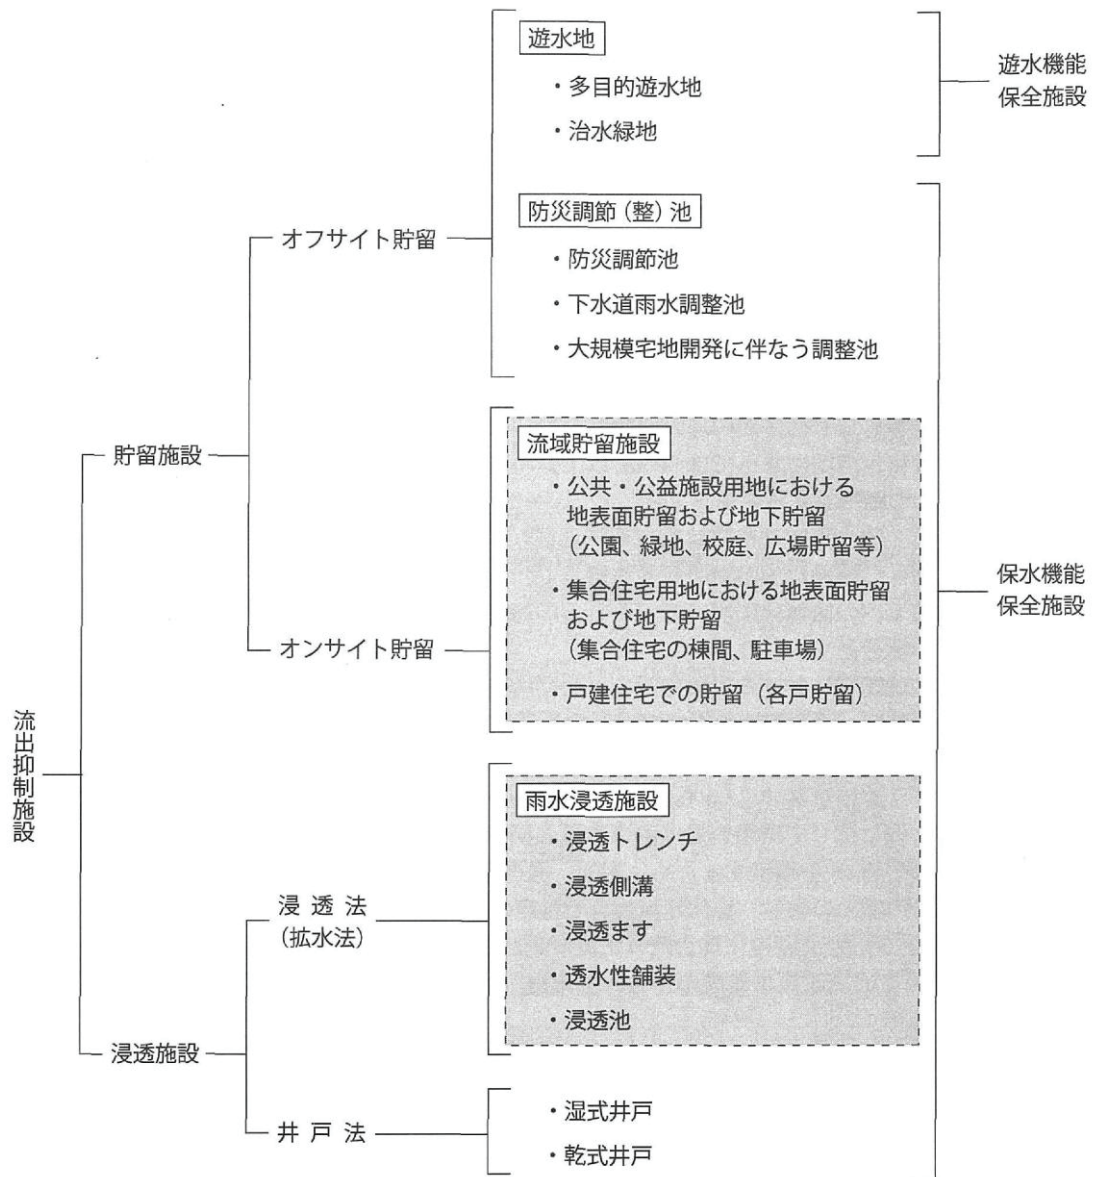 流出抑制施設
貯留施設
オフサイト貯留
遊水地
・多目的遊水地
・治水緑地
遊水機能
保全施設
防災調節(整)池
・防災調節池
・下水道雨水調整池
・大規模宅地開発に伴なう調整池
オンサイト貯留
流域貯留施設
・公共・公益施設用地における
地表面貯留および地下貯留
(公園、緑地、校庭、広場貯留等)
・集合住宅用地における地表面貯留
および地下貯留
(集合住宅の棟間、駐車場)
・戸建住宅での貯留(各戸貯留)
保水機能
保全施設
浸透施設
浸透法
(拡水法)
雨水浸透施設
・浸透トレンチ
・浸透側溝
・浸透ます
・透水性舗装
・浸透池
井戸法
・湿式井戸
・乾式井戸